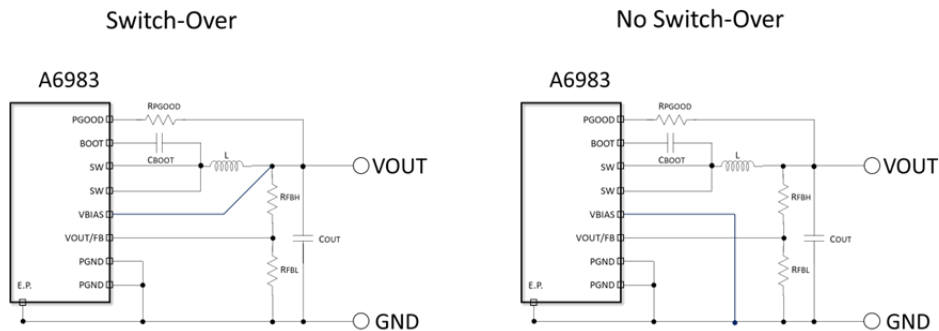 Switch-Over
A6983
RPGOOD
PGOOD
BOOT
CBOOT
L
SW
VOUT
SW
RFBH
VBIAS
VOUT/FB
COUT
PGND
RFBL
E.P.
PGND
GND
No Switch-Over
A6983
RPGOOD
PGOOD
BOOT
CBOOT
L
SW
VOUT
SW
RFBH
VBIAS
VOUT/FB
COUT
PGND
RFBL
E.P.
PGND
GND